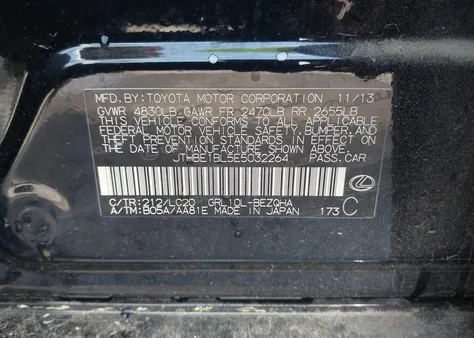 MFD. BY: TOYOTA MOTOR CORPORATION 11/13
GVWR 4830LB GAWR FR 2470LB RR 2655LB
THIS VEHICLE CONFORMS TO ALL APPLICABLE
FEDERAL MOTOR VEHICLE SAFETY, BUMPER, AND
THEFT PREVENTION STANDARDS IN EFFECT ON
THE DATE OF MANUFACTURE SHOWN ABOVE.
JTHBE1BL5E5032264 PASS. CAR
C/TR: 212/LC20 GRL10L-BEZQHA
A/TM: B05A/AA81E MADE IN JAPAN 173 C